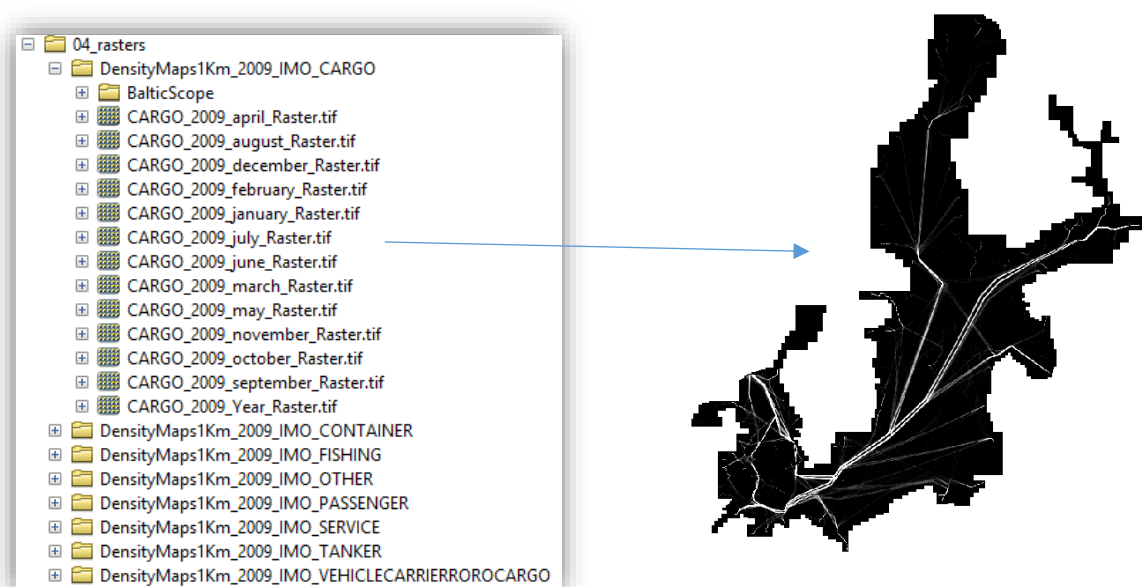 04_rasters
DensityMaps1Km_2009_IMO_CARGO
BalticScope
CARGO_2009_april_Raster.tif
CARGO_2009_august_Raster.tif
CARGO_2009_december_Raster.tif
CARGO_2009_february_Raster.tif
CARGO_2009_january_Raster.tif
CARGO_2009_july_Raster.tif
CARGO_2009_june_Raster.tif
CARGO_2009_march_Raster.tif
CARGO_2009_may_Raster.tif
CARGO_2009_november_Raster.tif
CARGO_2009_october_Raster.tif
CARGO_2009_september_Raster.tif
CARGO_2009_Year_Raster.tif
DensityMaps1Km_2009_IMO_CONTAINER
DensityMaps1Km_2009_IMO_FISHING
DensityMaps1Km_2009_IMO_OTHER
DensityMaps1Km_2009_IMO_PASSENGER
DensityMaps1Km_2009_IMO_SERVICE
DensityMaps1Km_2009_IMO_TANKER
DensityMaps1Km_2009_IMO_VEHICLECARRIERROROCARGO